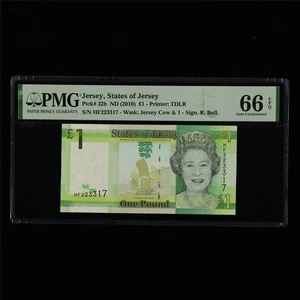 PMG
PAPER MONEY GUARANTY
Jersey, States of Jersey
Pick# 32b ND (2010) £1 - Printer: TDLR
S/N HF223317 - Wmk: Jersey Cow & 1 - Sign. R. Bell
66 EPQ
Gem Uncirculated
£1
States of Jersey
HF223317
HF223317
One Pound
£1